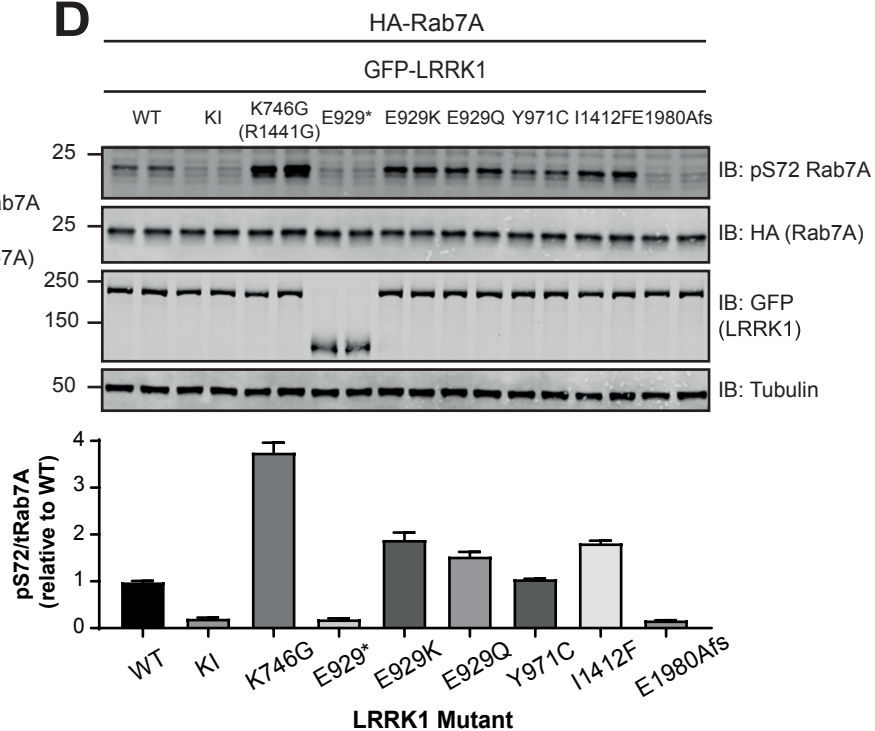 D
HA-Rab7A
GFP-LRRK1
WT KI K746G (R1441G) E929* E929K E929Q Y971C I1412F E1980Afs
25 IB: pS72 Rab7A
ab7A
25 IB: HA (Rab7A)
7A)
250
150
IB: GFP
(LRRK1)
50 IB: Tubulin
pS72/tRab7A
(relative to WT)
4
3
2
1
0
WT KI K746G E929* E929K E929Q Y971C I1412F E1980Afs
LRRK1 Mutant